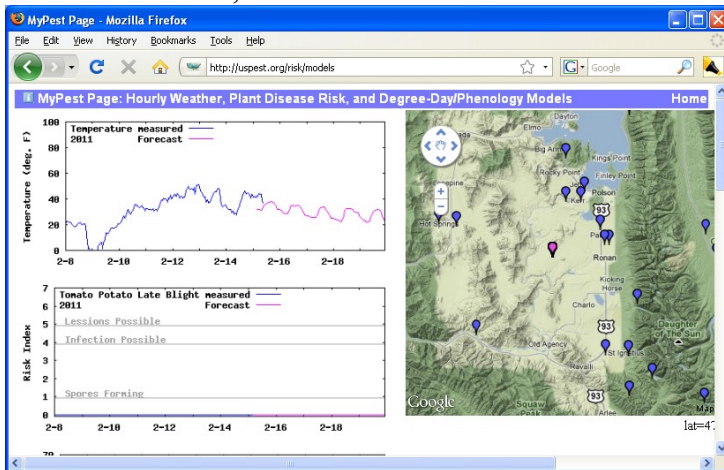 MyPest Page - Mozilla Firefox
File Edit View History Bookmarks Tools Help
http://uspest.org/risk/models
G Google
MyPest Page: Hourly Weather, Plant Disease Risk, and Degree-Day/Phenology Models Home
Temperature measured
2011 Forecast
Temperature (deg. F)
100
80
60
40
20
0
2-8 2-10 2-12 2-14 2-16 2-18
Tomato Potato Late Blight measured
2011 Forecast
Lessions Possible
Infection Possible
Spores Forming
Risk Index
7
6
5
4
3
2
1
0
2-8 2-10 2-12 2-14 2-16 2-18
70
Dayton
Elmo
Big Arm
Kings Point
Rocky Point
Finley Point
Polson
Kerr
Hot Springs
93
Ronan
Kicking
Horse
Charlo
93
Daughter
of The Sun
Old Agency
St Ignatius
Ravalli
93
Squaw
Peak
Arlee
Google
Map
lat=47